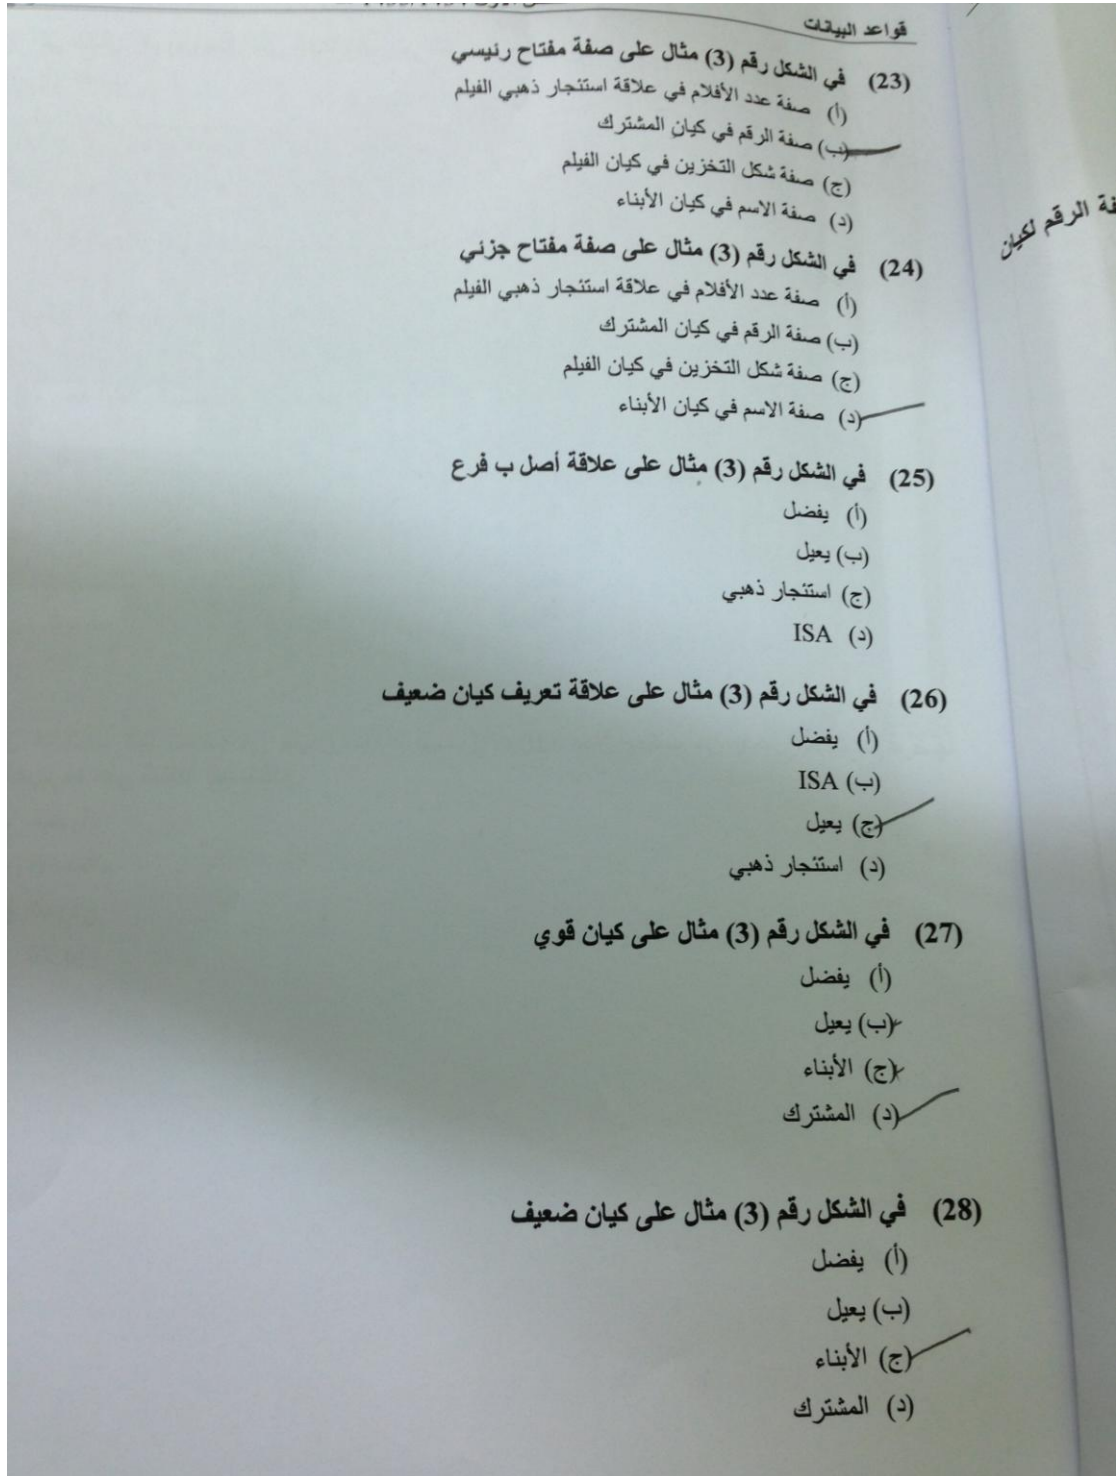 قواعد البيانات
(23) في الشكل رقم (3) مثال على صفة مفتاح رئيسي
(أ) صفة عدد الأفلام في علاقة استئجار ذهبي الفيلم
(ب) صفة الرقم في كيان المشترك
(ج) صفة شكل التخزين في كيان الفيلم
(د) صفة الاسم في كيان الأبناء
(24) في الشكل رقم (3) مثال على صفة مفتاح جزئي
(أ) صفة عدد الأفلام في علاقة استئجار ذهبي الفيلم
(ب) صفة الرقم في كيان المشترك
(ج) صفة شكل التخزين في كيان الفيلم
(د) صفة الاسم في كيان الأبناء
(25) في الشكل رقم (3) مثال على علاقة أصل ب فرع
(أ) يفضل
(ب) يعيل
(ج) استئجار ذهبي
(د) ISA
(26) في الشكل رقم (3) مثال على علاقة تعريف كيان ضعيف
(أ) يفضل
(ب) ISA
(ج) يعيل
(د) استئجار ذهبي
(27) في الشكل رقم (3) مثال على كيان قوي
(أ) يفضل
(ب) يعيل
(ج) الأبناء
(د) المشترك
(28) في الشكل رقم (3) مثال على كيان ضعيف
(أ) يفضل
(ب) يعيل
(ج) الأبناء
(د) المشترك
الرقم لكيان